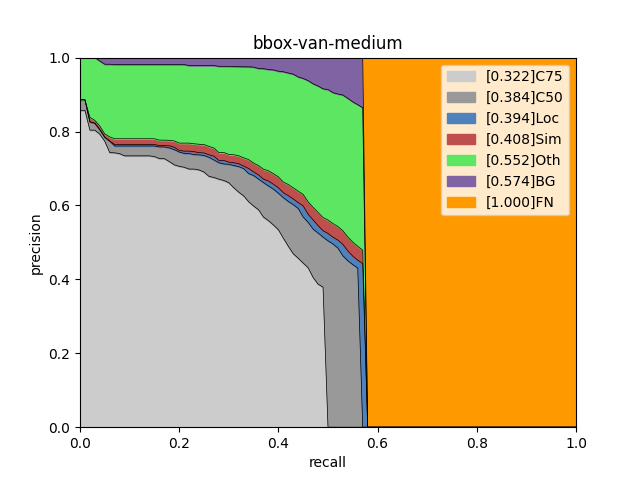 bbox-van-medium
precision
1.0
0.8
0.6
0.4
0.2
0.0
[0.322]C75
[0.384]C50
[0.394]Loc
[0.408]Sim
[0.552]Oth
[0.574]BG
[1.000]FN
0.0 0.2 0.4 0.6 0.8 1.0
recall